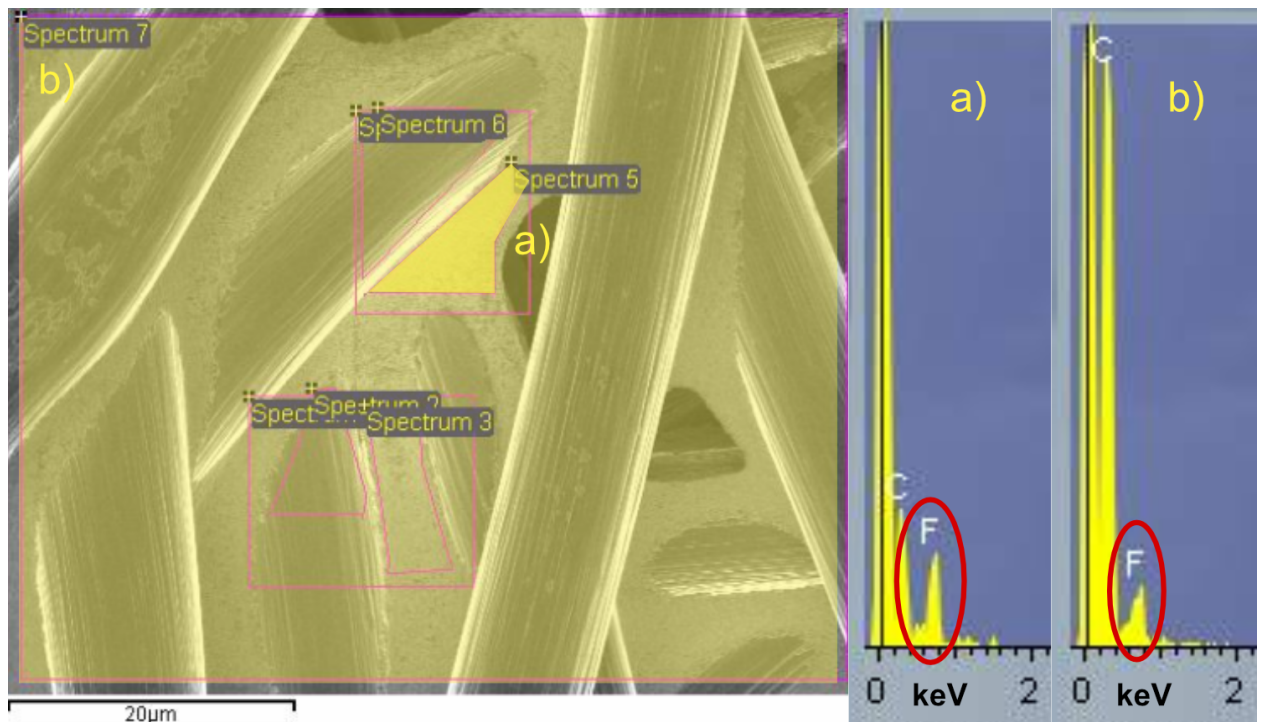 Spectrum 7
b)
Spectrum 6
Spectrum 5
a)
Spectrum 3
20µm
a)
C
F
0 keV 2
b)
C
F
0 keV 2